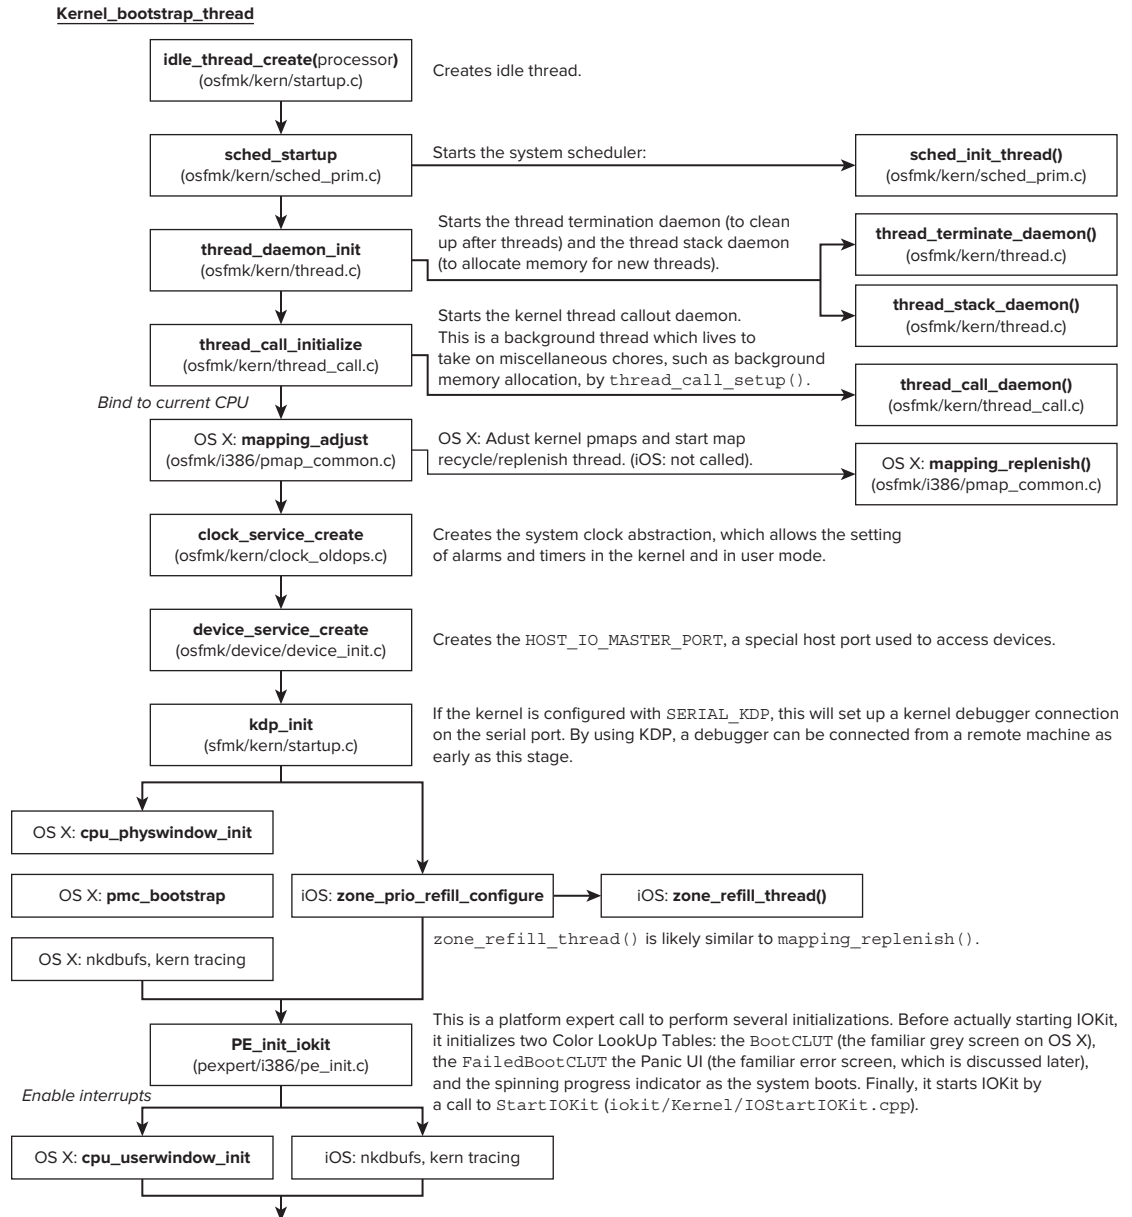 Kernel_bootstrap_thread
idle_thread_create(processor)
(osfmk/kern/startup.c)
Creates idle thread.
sched_startup
(osfmk/kern/sched_prim.c)
Starts the system scheduler:
sched_init_thread()
(osfmk/kern/sched_prim.c)
thread_daemon_init
(osfmk/kern/thread.c)
Starts the thread termination daemon (to clean
up after threads) and the thread stack daemon
(to allocate memory for new threads).
thread_terminate_daemon()
(osfmk/kern/thread.c)
thread_stack_daemon()
(osfmk/kern/thread.c)
thread_call_initialize
(osfmk/kern/thread_call.c)
Starts the kernel thread callout daemon.
This is a background thread which lives to
take on miscellaneous chores, such as background
memory allocation, by thread_call_setup().
thread_call_daemon()
(osfmk/kern/thread_call.c)
Bind to current CPU
OS X: mapping_adjust
(osfmk/i386/pmap_common.c)
OS X: Adust kernel pmaps and start map
recycle/replenish thread. (iOS: not called).
OS X: mapping_replenish()
(osfmk/i386/pmap_common.c)
clock_service_create
(osfmk/kern/clock_oldops.c)
Creates the system clock abstraction, which allows the setting
of alarms and timers in the kernel and in user mode.
device_service_create
(osfmk/device/device_init.c)
Creates the HOST_IO_MASTER_PORT, a special host port used to access devices.
kdp_init
(sfmk/kern/startup.c)
If the kernel is configured with SERIAL_KDP, this will set up a kernel debugger connection
on the serial port. By using KDP, a debugger can be connected from a remote machine as
early as this stage.
OS X: cpu_physwindow_init
OS X: pmc_bootstrap
iOS: zone_prio_refill_configure
iOS: zone_refill_thread()
zone_refill_thread() is likely similar to mapping_replenish().
OS X: nkdbufs, kern tracing
PE_init_iokit
(pexpert/i386/pe_init.c)
This is a platform expert call to perform several initializations. Before actually starting IOKit,
it initializes two Color LookUp Tables: the BootCLUT (the familiar grey screen on OS X),
the FailedBootCLUT the Panic UI (the familiar error screen, which is discussed later),
and the spinning progress indicator as the system boots. Finally, it starts IOKit by
a call to StartIOKit (iokit/Kernel/IOStartIOKit.cpp).
Enable interrupts
OS X: cpu_userwindow_init
iOS: nkdbufs, kern tracing